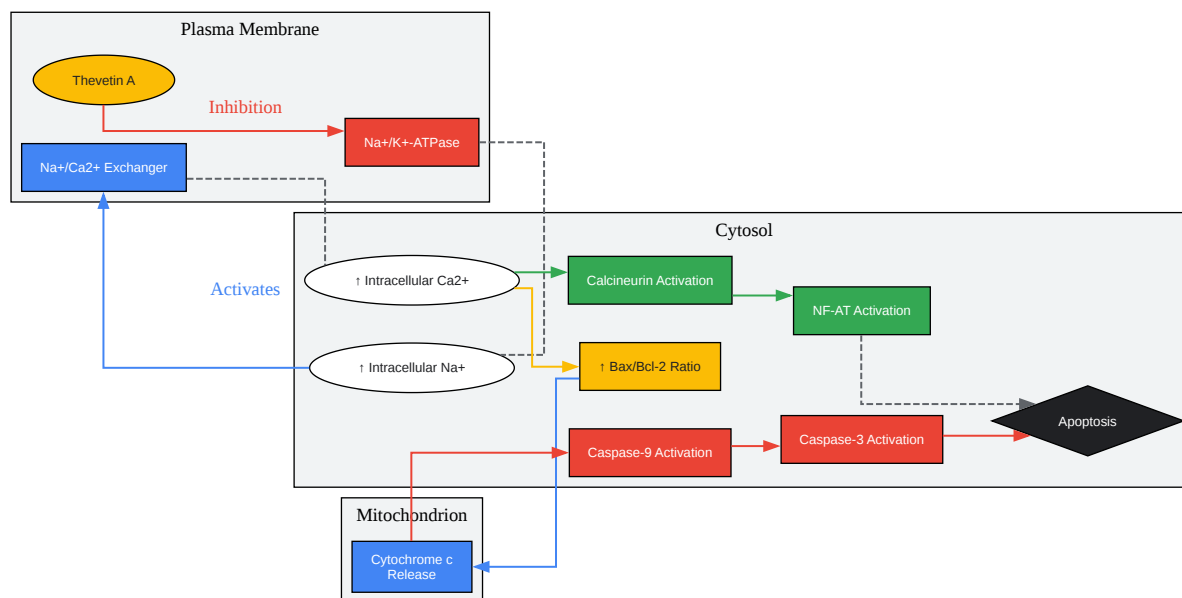 Plasma Membrane
Thevetin A
Inhibition
Na+/K+-ATPase
Na+/Ca2+ Exchanger
Cytosol
↑ Intracellular Ca2+
Calcineurin Activation
Activates
NF-AT Activation
↑ Intracellular Na+
↑ Bax/Bcl-2 Ratio
Apoptosis
Caspase-9 Activation
Caspase-3 Activation
Mitochondrion
Cytochrome c
Release